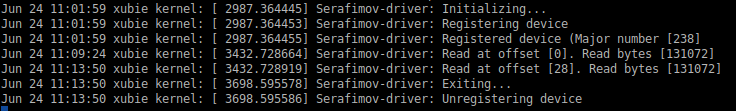 Jun 24 11:01:59 xubie kernel: [ 2987.364445] Serafimov-driver: Initializing...
Jun 24 11:01:59 xubie kernel: [ 2987.364453] Serafimov-driver: Registering device
Jun 24 11:01:59 xubie kernel: [ 2987.364455] Serafimov-driver: Registered device (Major number [238]
Jun 24 11:09:24 xubie kernel: [ 3432.728664] Serafimov-driver: Read at offset [0]. Read bytes [131072]
Jun 24 11:13:50 xubie kernel: [ 3432.728919] Serafimov-driver: Read at offset [28]. Read bytes [131072]
Jun 24 11:13:50 xubie kernel: [ 3698.595578] Serafimov-driver: Exiting...
Jun 24 11:13:50 xubie kernel: [ 3698.595586] Serafimov-driver: Unregistering device